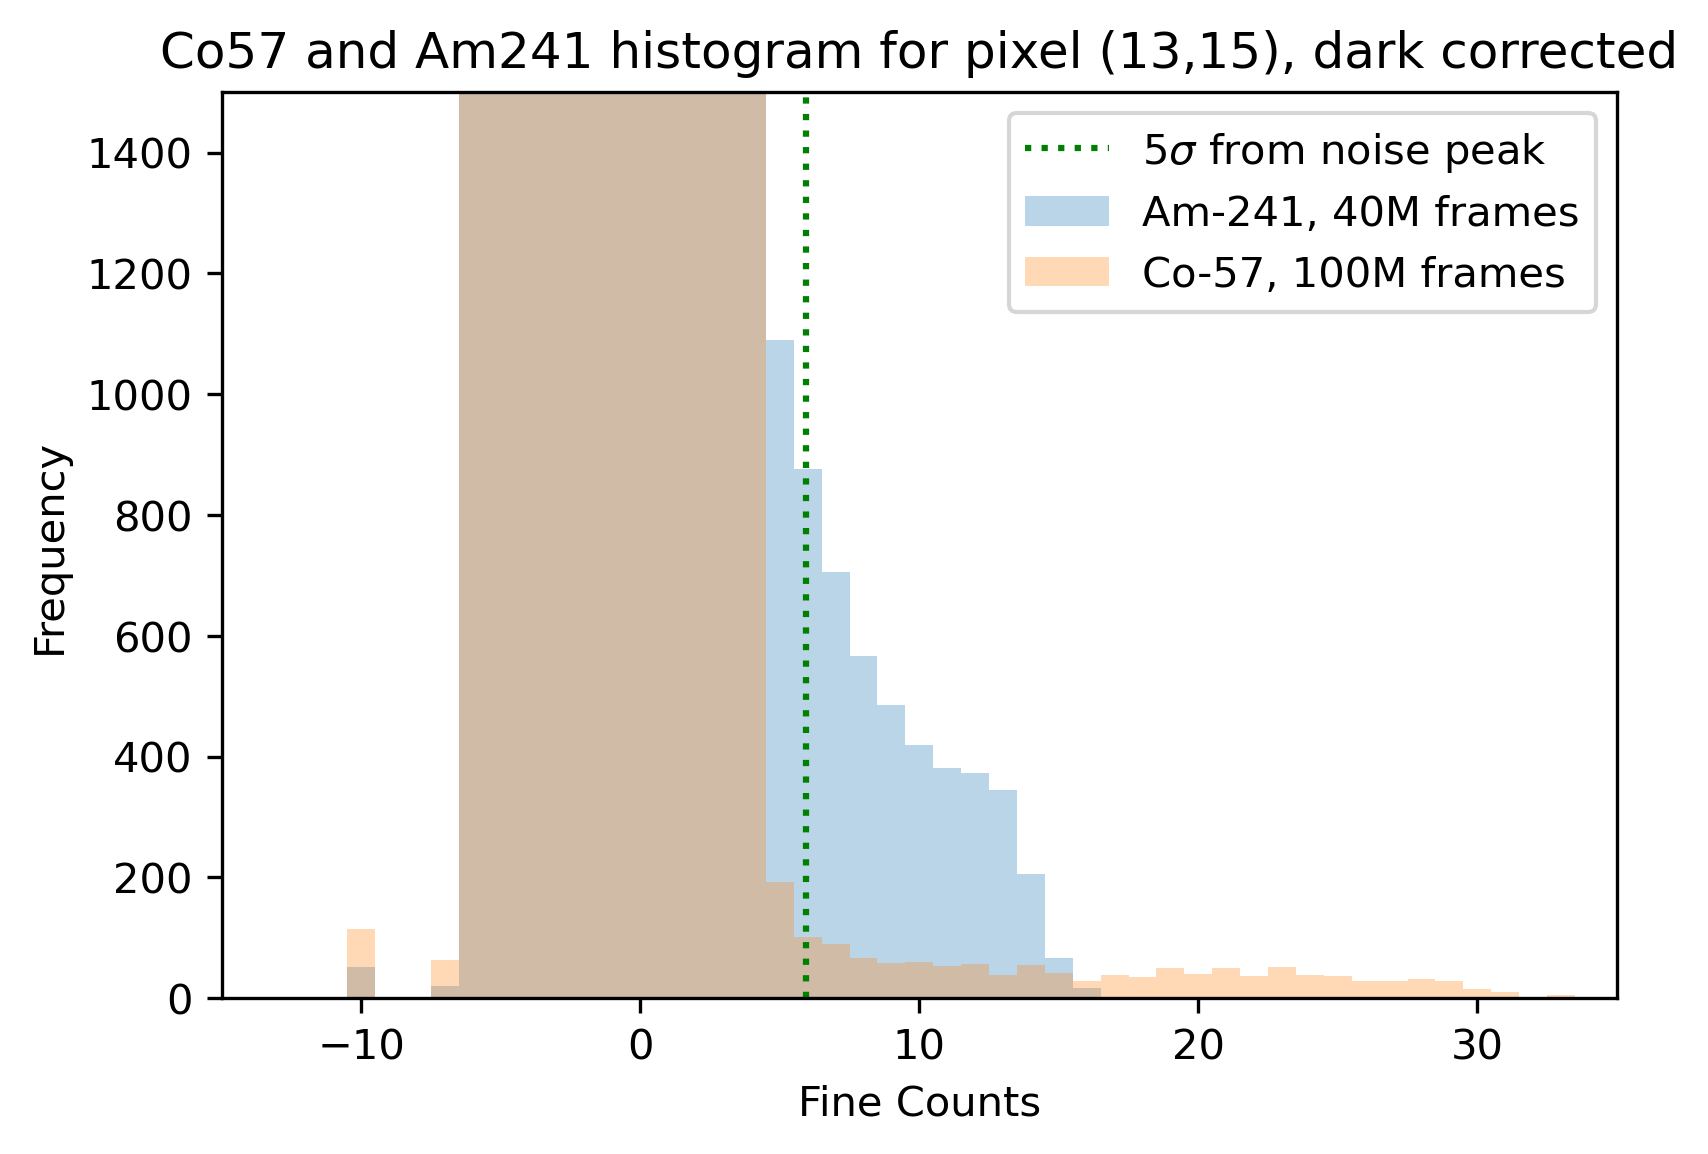 Co57 and Am241 histogram for pixel (13,15), dark corrected
1400
1200
1000
800
600
400
200
0
Frequency
5σ from noise peak
Am-241, 40M frames
Co-57, 100M frames
−10
0
10
20
30
Fine Counts